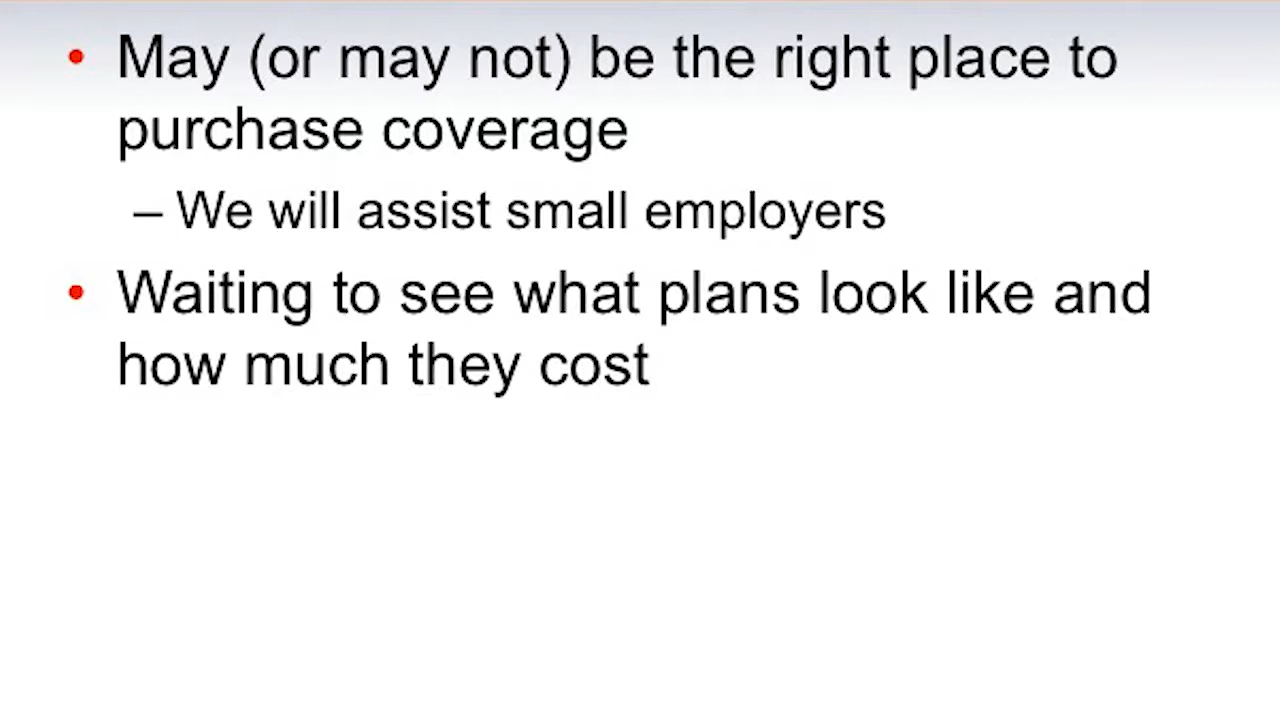 • May (or may not) be the right place to
purchase coverage
– We will assist small employers
• Waiting to see what plans look like and
how much they cost